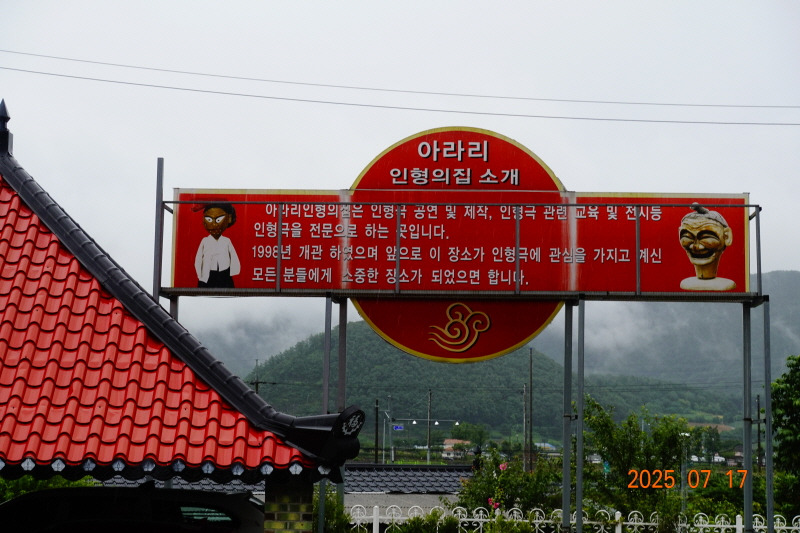 아라리
인형의집 소개
아라리인형의집은 인형극 공연 및 제작, 인형극 관련 교육 및 전시등
인형극을 전문으로 하는 곳입니다.
1998년 개관 하였으며 앞으로 이 장소가 인형극에 관심을 가지고 계신
모든 분들에게 소중한 장소가 되었으면 합니다.
2025 07 17